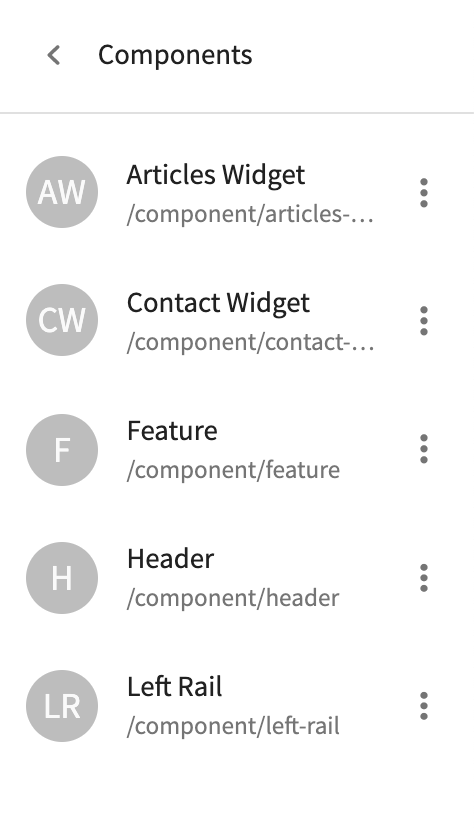 Components
AW
Articles Widget
/component/articles-...
CW
Contact Widget
/component/contact-...
F
Feature
/component/feature
H
Header
/component/header
LR
Left Rail
/component/left-rail